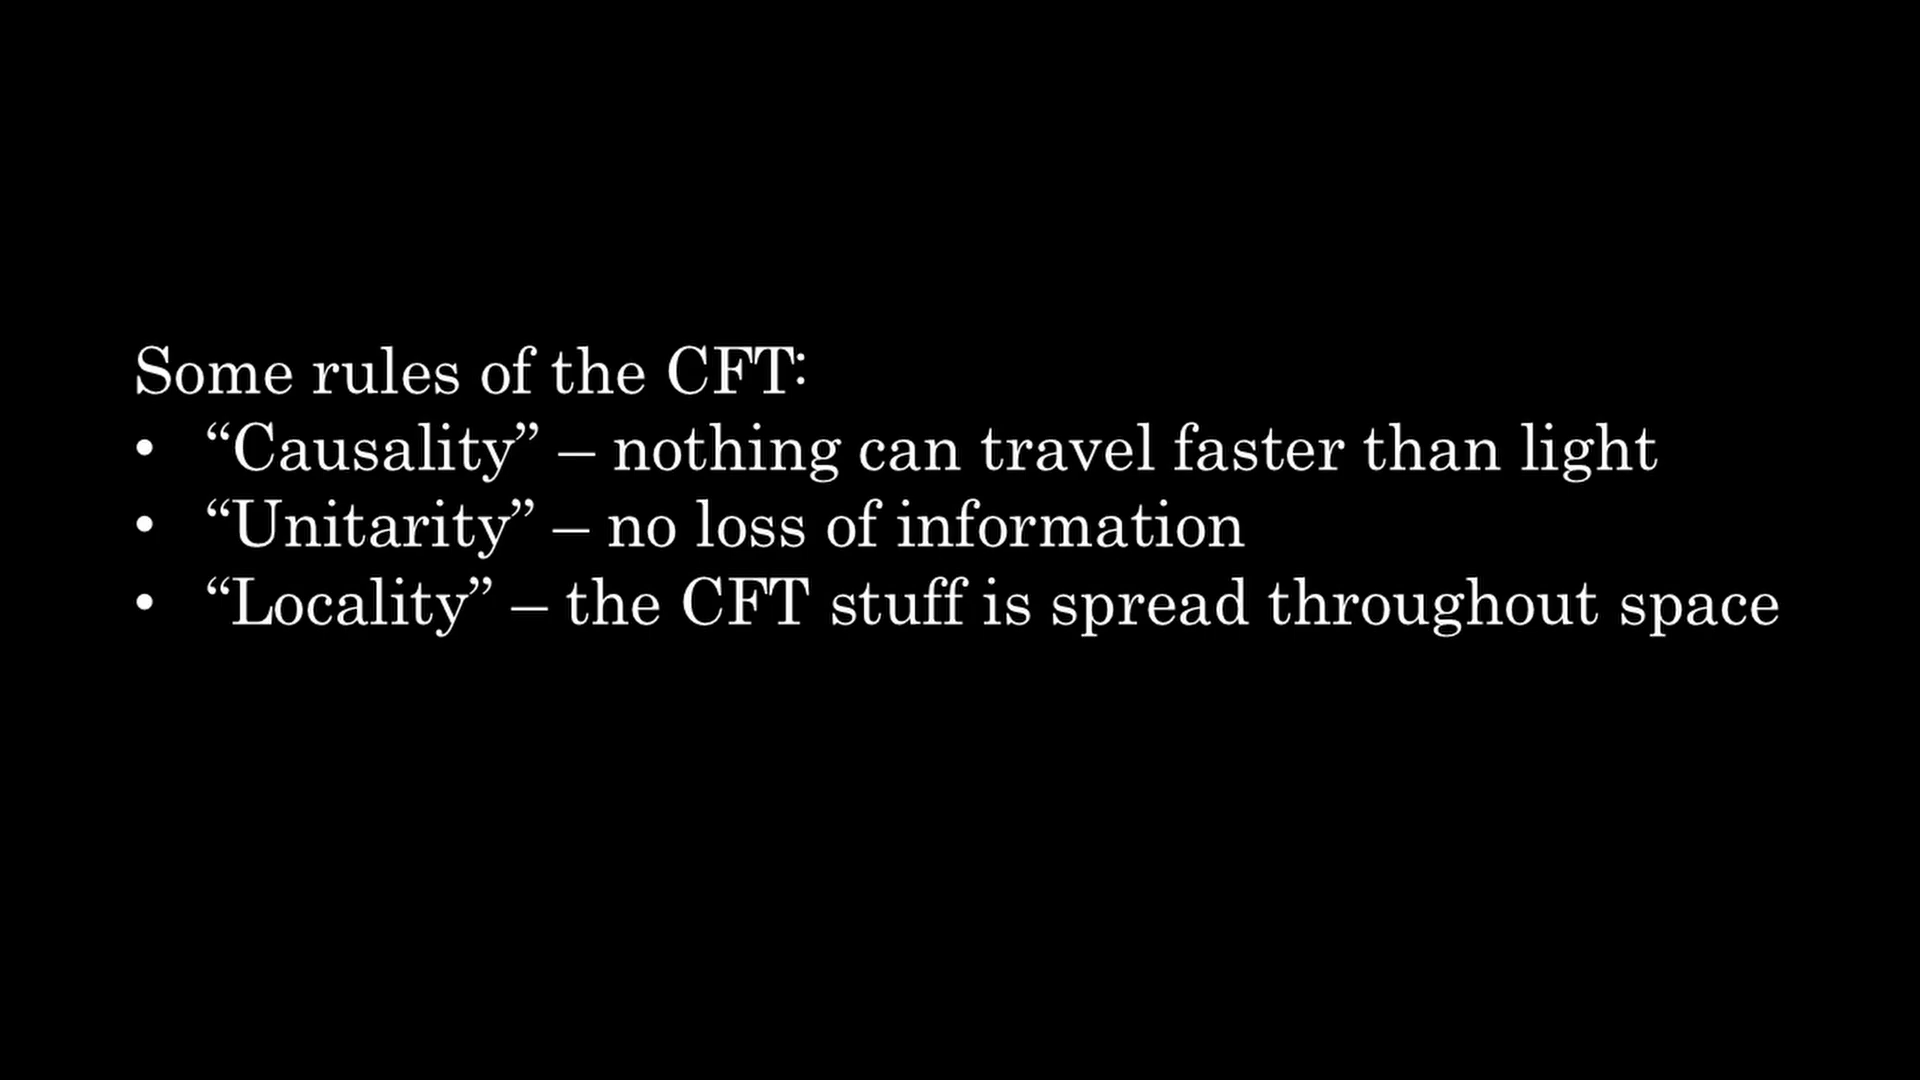 Some rules of the CFT:
• “Causality” – nothing can travel faster than light
• “Unitarity” – no loss of information
• “Locality” – the CFT stuff is spread throughout space